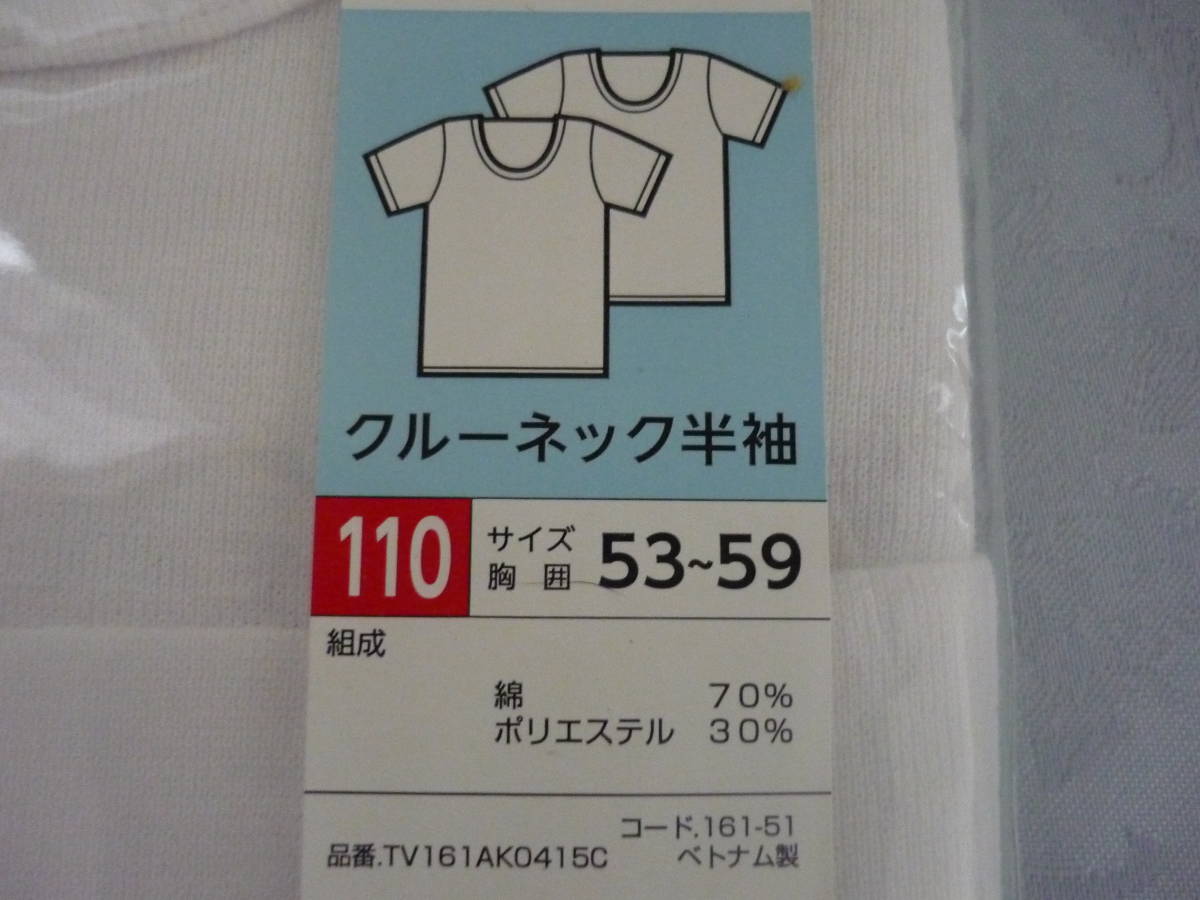 クルーネック半袖
110
サイズ
胸 囲
53~59
組成
綿 70%
ポリエステル 30%
コード.161-51
品番.TV161AK0415C ベトナム製